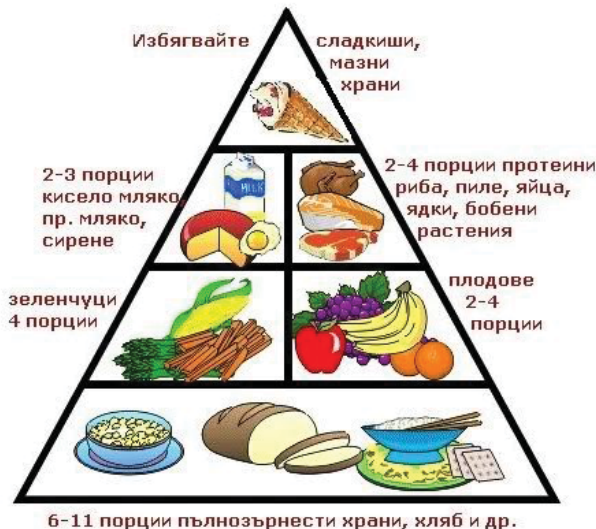 Избягвайте сладкиши,
мазни
храни
2-3 порции
кисело мляко,
пр. мляко,
сирене
MILK
2-4 порции протеини
риба, пиле, яйца,
ядки, бобени
растения
зеленчуци
4 порции
плодове
2-4
порции
6-11 порции пълнозърнести храни, хляб и др.